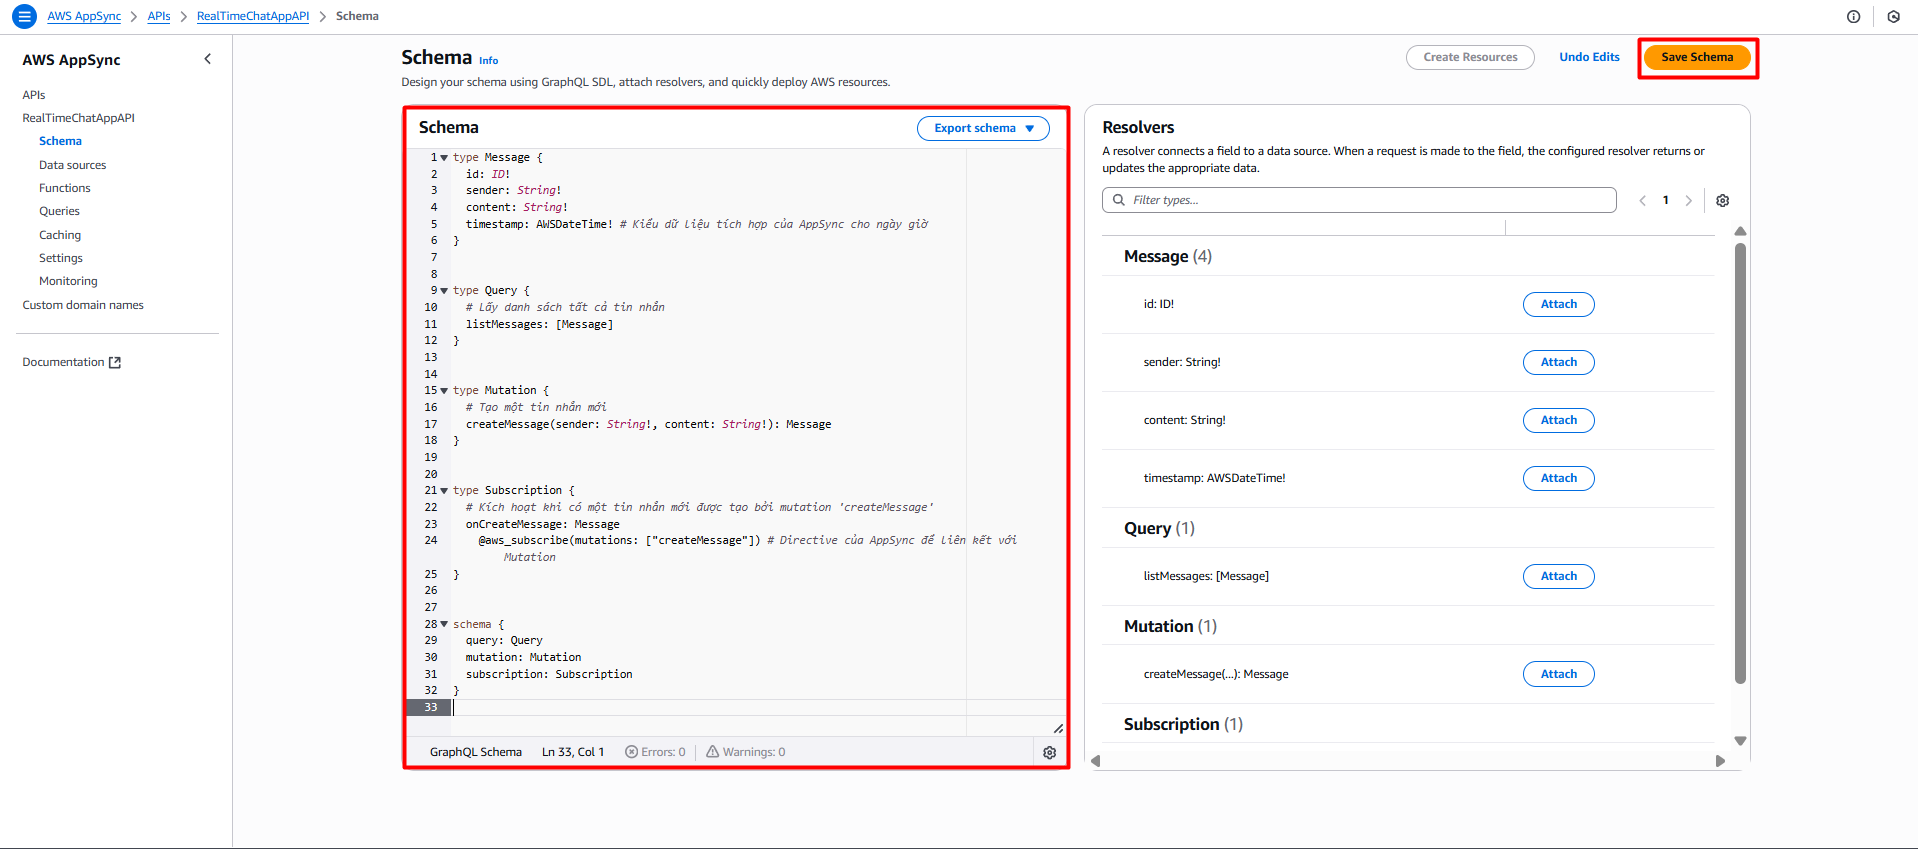 AWS AppSync > APIs > RealTimeChatAppAPI > Schema
AWS AppSync
APIs
RealTimeChatAppAPI
Schema
Data sources
Functions
Queries
Caching
Settings
Monitoring
Custom domain names
Documentation
Schema Info
Design your schema using GraphQL SDL, attach resolvers, and quickly deploy AWS resources.
Create Resources
Undo Edits
Save Schema
Schema
Export schema
1 type Message {
2 id: ID!
3 sender: String!
4 content: String!
5 timestamp: AWSDateTime! # Kiểu dữ liệu tích hợp của AppSync cho ngày giờ
6 }
7
8
9 type Query {
10 # Lấy danh sách tất cả tin nhắn
11 listMessages: [Message]
12 }
13
14
15 type Mutation {
16 # Tạo một tin nhắn mới
17 createMessage(sender: String!, content: String!): Message
18 }
19
20
21 type Subscription {
22 # Kích hoạt khi có một tin nhắn mới được tạo bởi mutation 'createMessage'
23 onCreateMessage: Message
24 @aws_subscribe(mutations: ["createMessage"]) # Directive của AppSync để liên kết với
Mutation
25 }
26
27
28 schema {
29 query: Query
30 mutation: Mutation
31 subscription: Subscription
32 }
33
GraphQL Schema Ln 33, Col 1 Errors: 0 Warnings: 0
Resolvers
A resolver connects a field to a data source. When a request is made to the field, the configured resolver returns or
updates the appropriate data.
Filter types...
1
Message (4)
id: ID! Attach
sender: String! Attach
content: String! Attach
timestamp: AWSDateTime! Attach
Query (1)
listMessages: [Message] Attach
Mutation (1)
createMessage(...): Message Attach
Subscription (1)